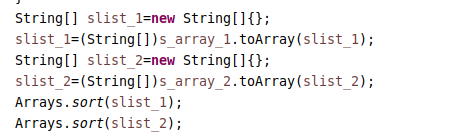 String[] slist_1=new String[]{};
slist_1=(String[])s_array_1.toArray(slist_1);
String[] slist_2=new String[]{};
slist_2=(String[])s_array_2.toArray(slist_2);
Arrays.sort(slist_1);
Arrays.sort(slist_2);